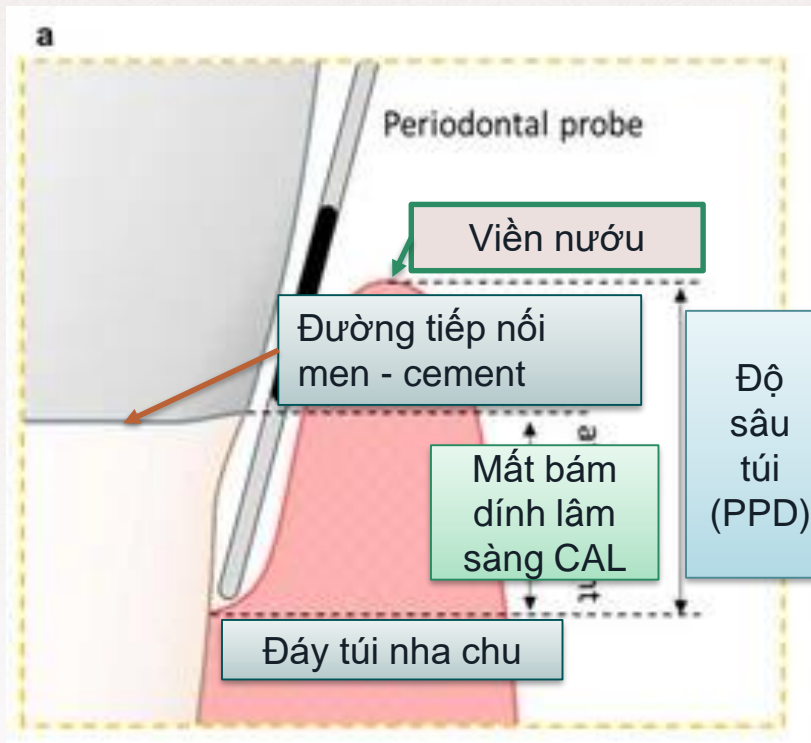 a
Periodontal probe
Viền nướu
Đường tiếp nối
men - cement
Độ
sâu
túi
(PPD)
Mất bám
dính lâm
sàng CAL
Đáy túi nha chu